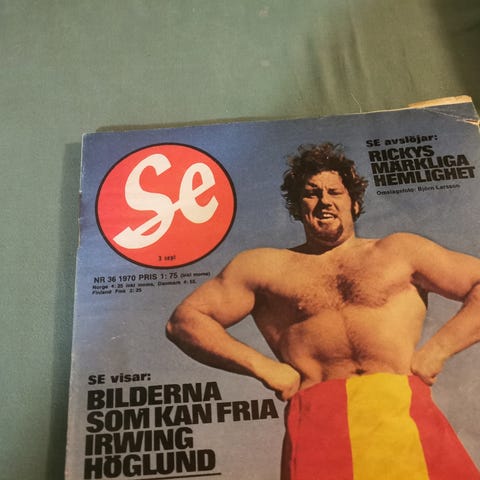 SE avslöjar:
RICKYS
MÄRKLIGA
HEMLIGHET
Omslagsfoto: Björn Larsson
Se
3 sept
NR 36 1970 PRIS 1:75 (inkl moms)
Norge 4:25 inkl moms, Danmark 4:55,
Finland Fmk 2:25
SE visar:
BILDERNA
SOM KAN FRIA
IRWING
HÖGLUND